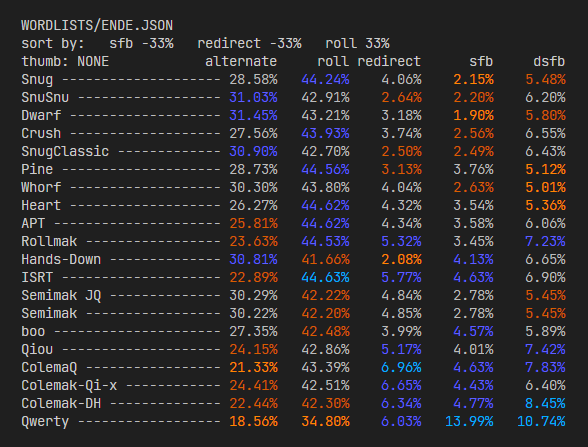 WORDLISTS/ENDE.JSON
sort by: sfb -33% redirect -33% roll 33%
thumb: NONE alternate roll redirect sfb dsfb
Snug -------------------- 28.58% 44.24% 4.06% 2.15% 5.48%
SnuSnu ------------------ 31.03% 42.91% 2.64% 2.20% 6.20%
Dwarf ------------------- 31.45% 43.21% 3.18% 1.90% 5.80%
Crush ------------------- 27.56% 43.93% 3.74% 2.56% 6.55%
SnugClassic ------------- 30.90% 42.70% 2.50% 2.49% 6.43%
Pine -------------------- 28.73% 44.56% 3.13% 3.76% 5.12%
Whorf ------------------- 30.30% 43.80% 4.04% 2.63% 5.01%
Heart ------------------- 26.27% 44.62% 4.32% 3.54% 5.36%
APT --------------------- 25.81% 44.62% 4.34% 3.58% 6.06%
Rollmak ----------------- 23.63% 44.53% 5.32% 3.45% 7.23%
Hands-Down -------------- 30.81% 41.66% 2.08% 4.13% 6.65%
ISRT -------------------- 22.89% 44.63% 5.77% 4.63% 6.90%
Semimak JQ -------------- 30.29% 42.22% 4.84% 2.78% 5.45%
Semimak ----------------- 30.22% 42.20% 4.85% 2.78% 5.45%
boo --------------------- 27.35% 42.48% 3.99% 4.57% 5.89%
Qiou -------------------- 24.15% 42.86% 5.17% 4.01% 7.42%
ColemaQ ----------------- 21.33% 43.39% 6.96% 4.63% 7.83%
Colemak-Qi-x ------------ 24.41% 42.51% 6.65% 4.43% 6.40%
Colemak-DH -------------- 22.44% 42.30% 6.34% 4.77% 8.45%
Qwerty ------------------ 18.56% 34.80% 6.03% 13.99% 10.74%